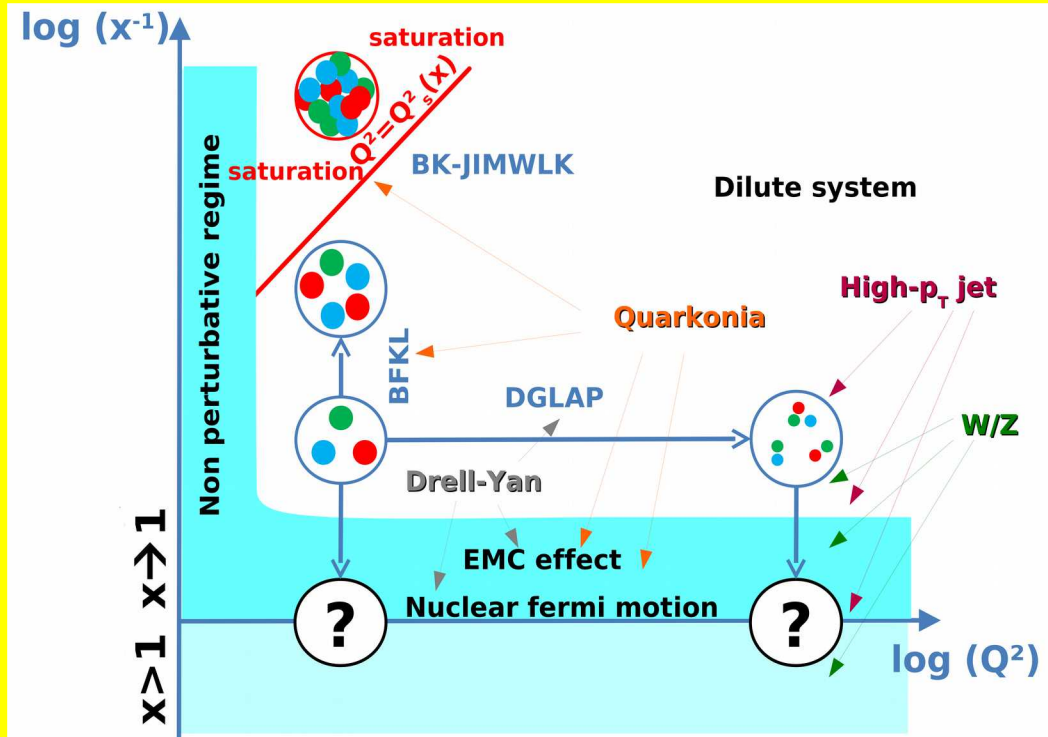 log (x⁻¹)
saturation
Q²=Q²ₛ(x)
saturation
BK-JIMWLK
Dilute system
Non perturbative regime
High-p_T jet
Quarkonia
BFKL
DGLAP
W/Z
Drell-Yan
x→1
EMC effect
Nuclear fermi motion
?
?
x>1
log (Q²)